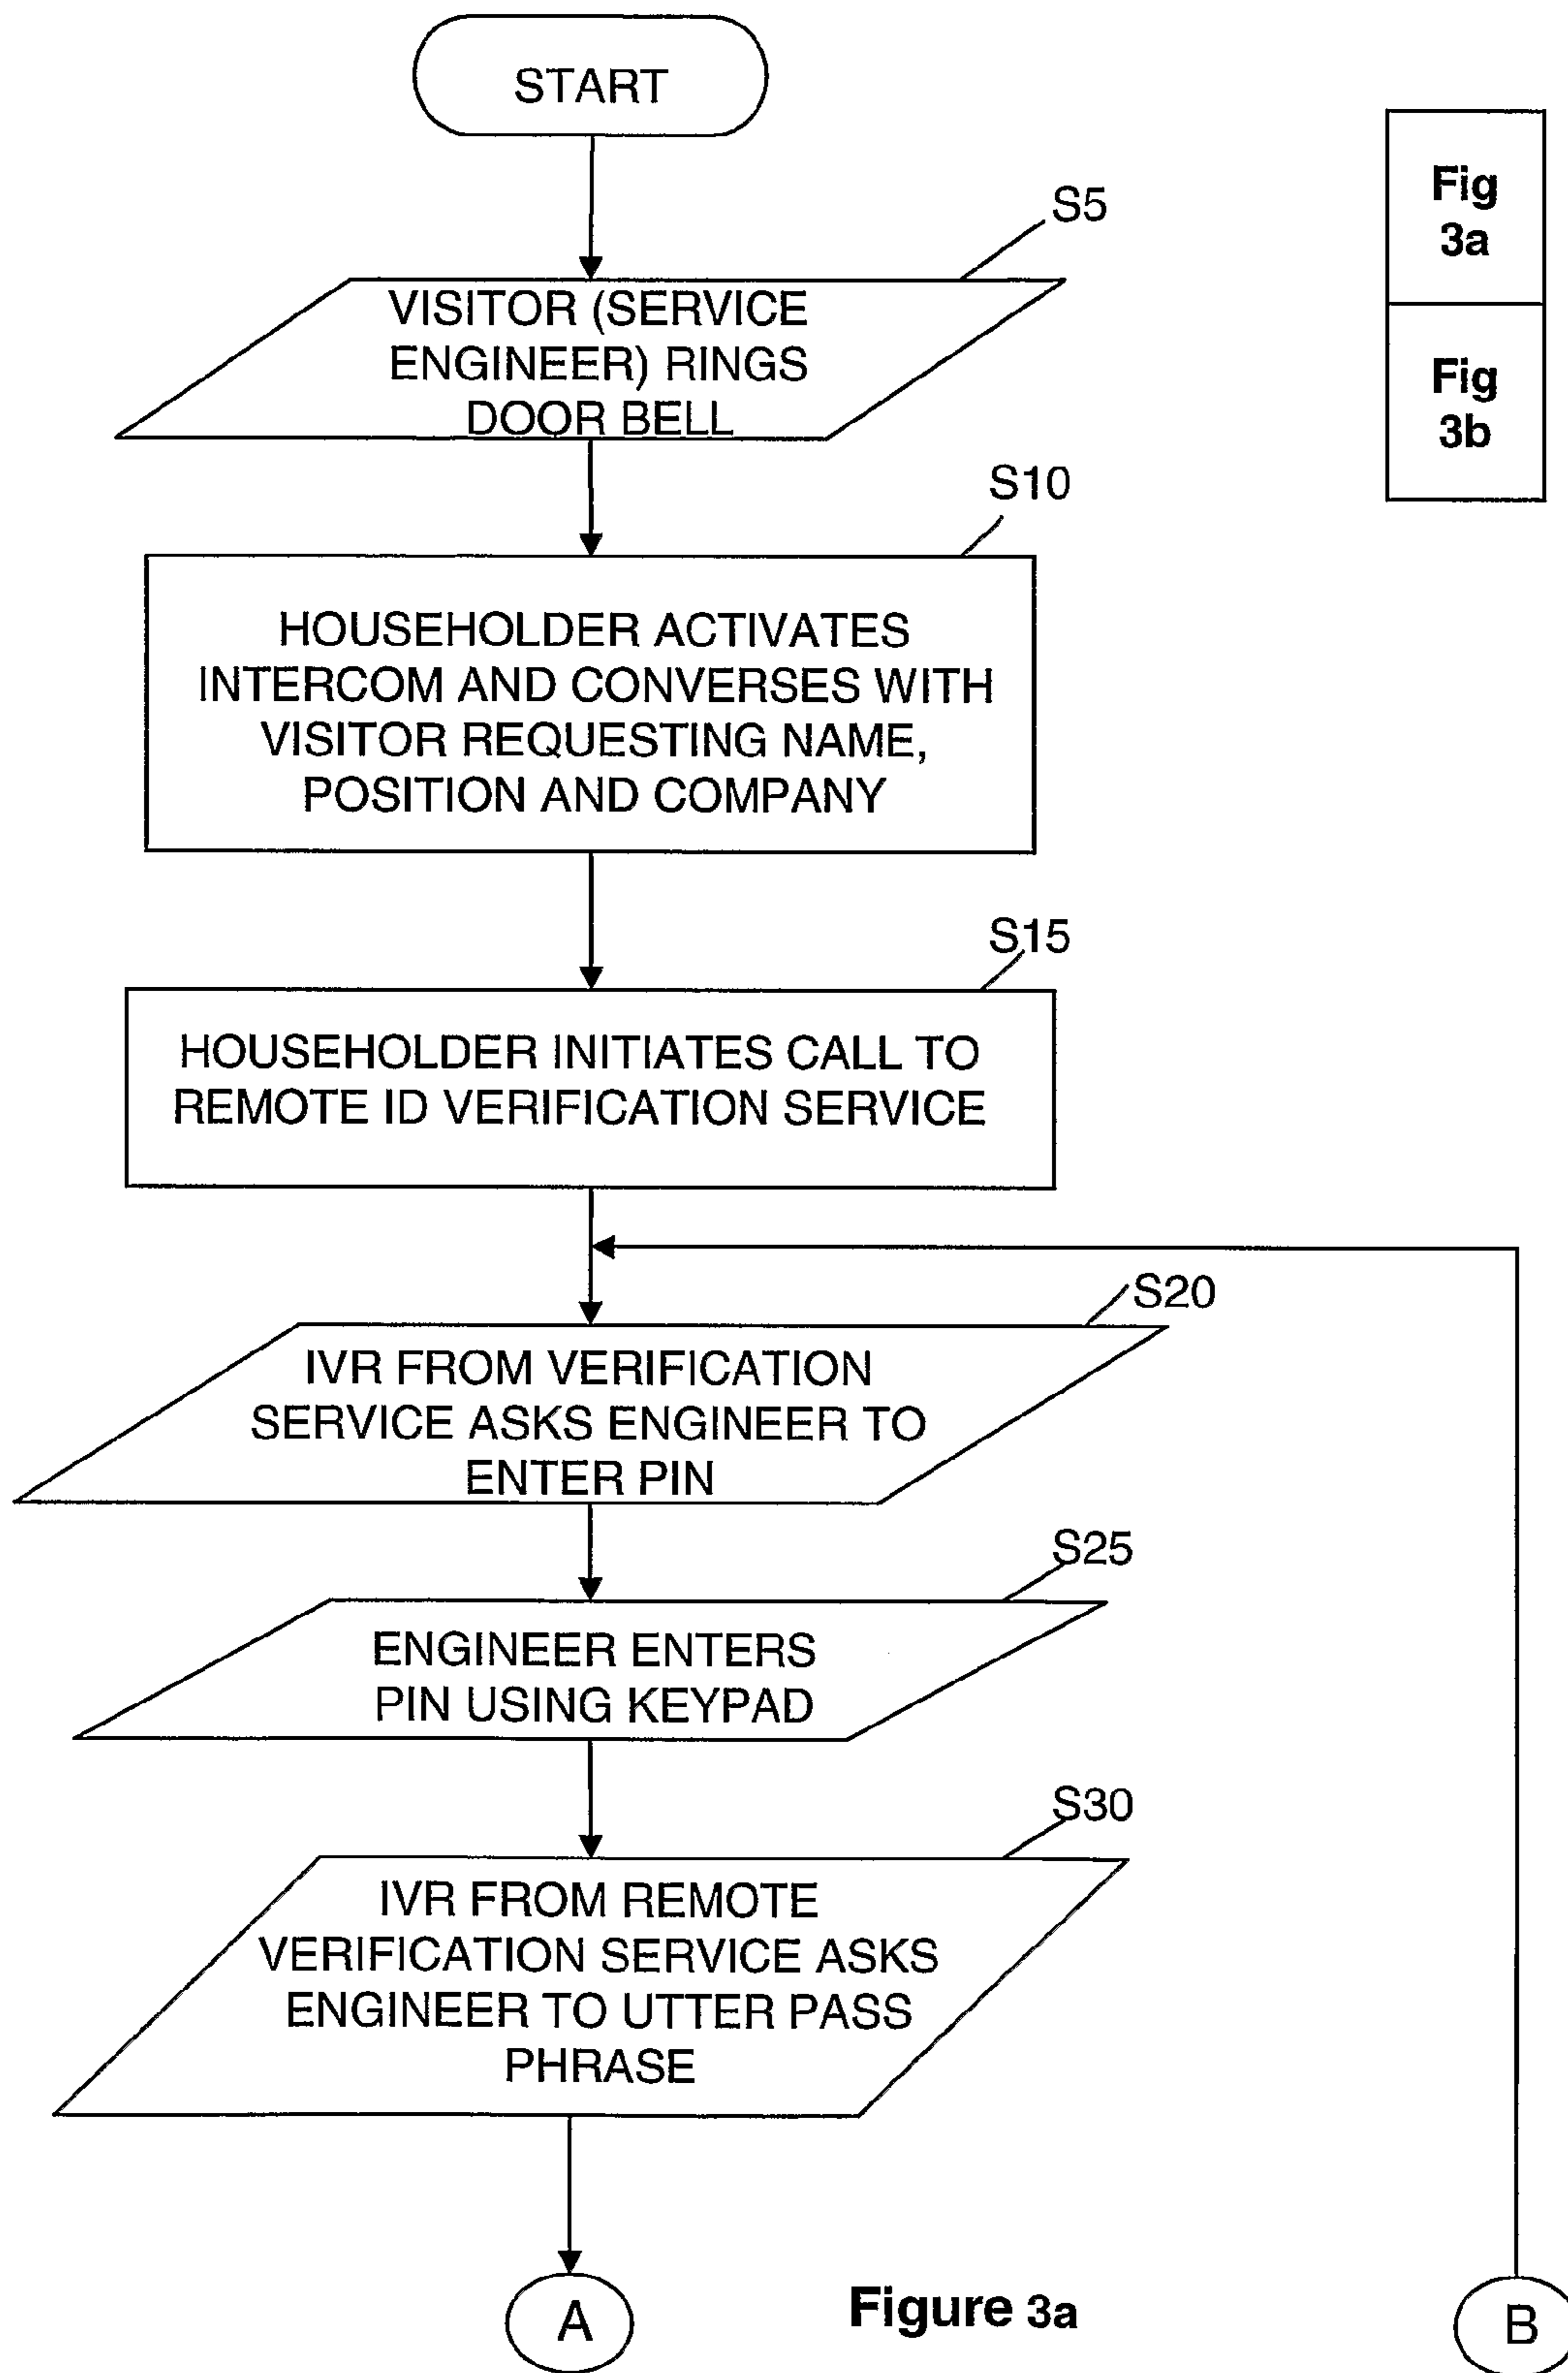 START
Fig
3a
Fig
3b
S5
VISITOR (SERVICE
ENGINEER) RINGS
DOOR BELL
S10
HOUSEHOLDER ACTIVATES
INTERCOM AND CONVERSES WITH
VISITOR REQUESTING NAME,
POSITION AND COMPANY
S15
HOUSEHOLDER INITIATES CALL TO
REMOTE ID VERIFICATION SERVICE
S20
IVR FROM VERIFICATION
SERVICE ASKS ENGINEER TO
ENTER PIN
S25
ENGINEER ENTERS
PIN USING KEYPAD
S30
IVR FROM REMOTE
VERIFICATION SERVICE ASKS
ENGINEER TO UTTER PASS
PHRASE
A
Figure 3a
B